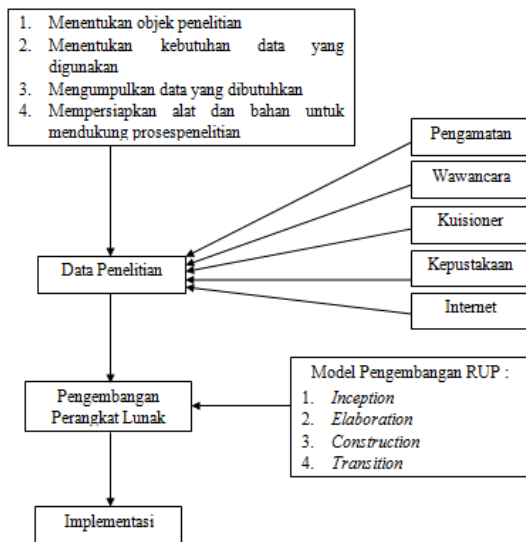 1. Menentukan objek penelitian
2. Menentukan kebutuhan data yang
digunakan
3. Mengumpulkan data yang dibutuhkan
4. Mempersiapkan alat dan bahan untuk
mendukung prosespenelitian
Pengamatan
Wawancara
Kuisioner
Kepustakaan
Internet
Data Penelitian
Model Pengembangan RUP :
1. Inception
2. Elaboration
3. Construction
4. Transition
Pengembangan
Perangkat Lunak
Implementasi